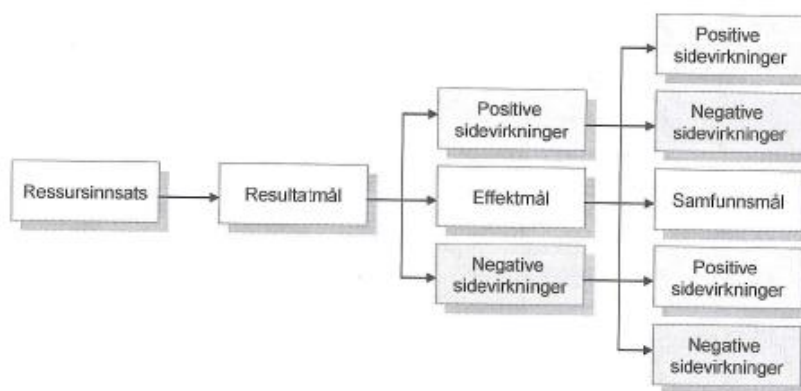 Ressursinnsats
Resultatmål
Positive
sidevirkninger
Effektmål
Negative
sidevirkninger
Positive
sidevirkninger
Negative
sidevirkninger
Samfunnsmål
Positive
sidevirkninger
Negative
sidevirkninger